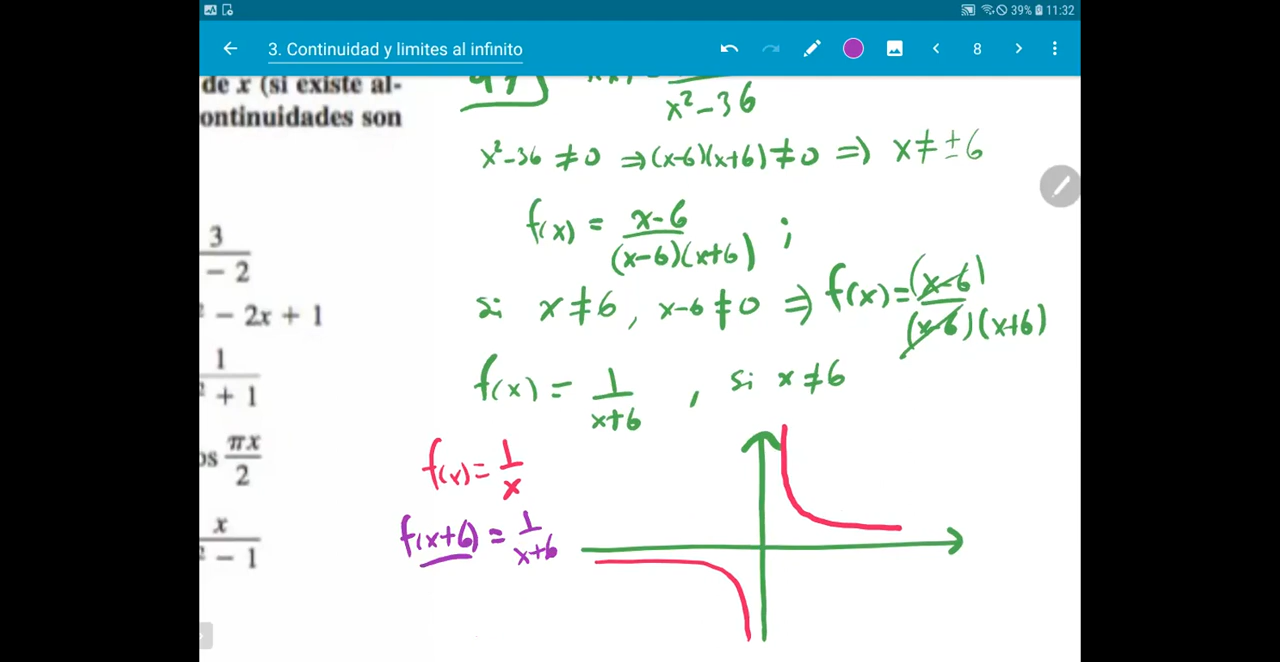 39% 11:32
3. Continuidad y limites al infinito
8
de x (si existe al-
ontinuidades son
3
- 2
- 2x + 1
1
+ 1
πx
2
x
- 1
x² - 36
x² - 36 ≠ 0 ⇒ (x-6)(x+6) ≠ 0 ⇒ x ≠ ± 6
f(x) = x-6 / (x-6)(x+6) ;
si x ≠ 6, x-6 ≠ 0 ⇒ f(x) = (x-6) / (x-6)(x+6)
f(x) = 1 / x+6 , si x ≠ 6
f(x) = 1 / x
f(x+6) = 1 / x+6